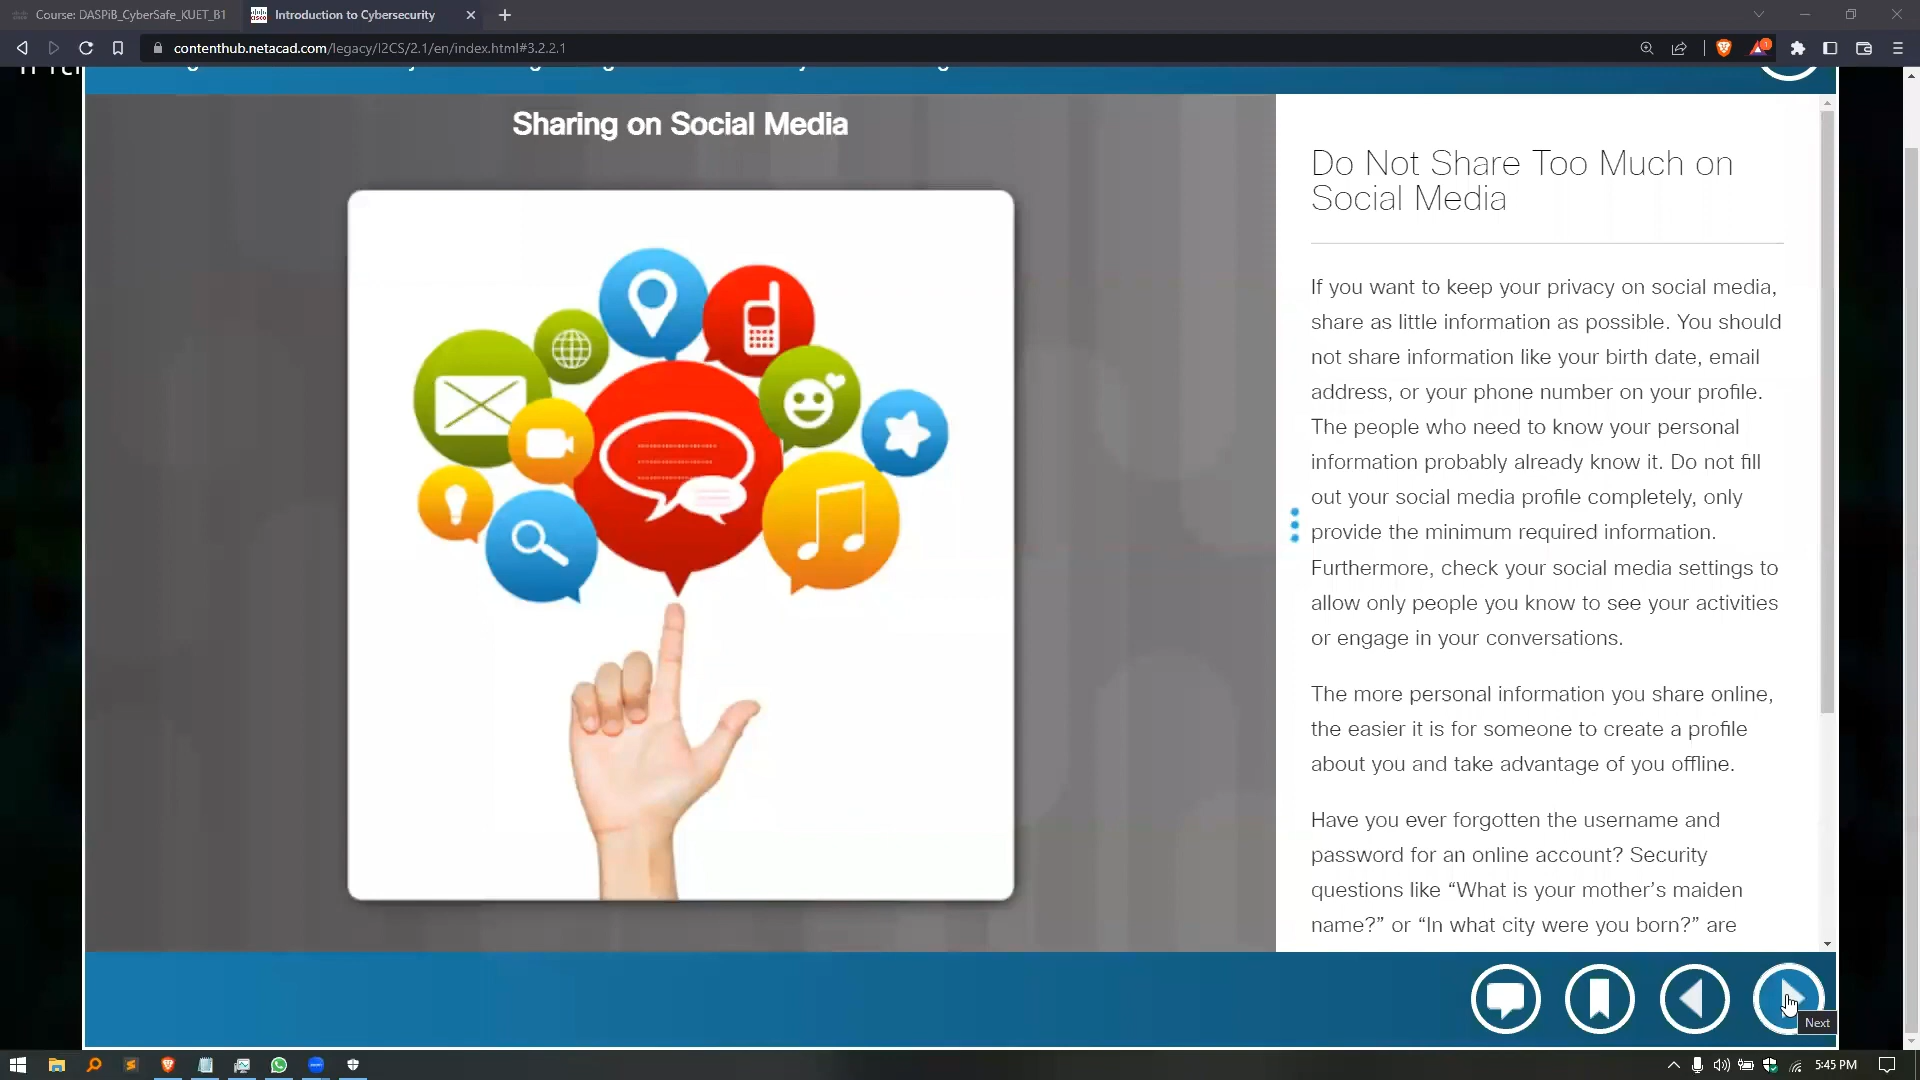 Course: DASPiB_CyberSafe_KUET_B1
Introduction to Cybersecurity
contenthub.netacad.com/legacy/I2CS/2.1/en/index.html#3.2.2.1
1
Sharing on Social Media
Do Not Share Too Much on
Social Media
If you want to keep your privacy on social media,
share as little information as possible. You should
not share information like your birth date, email
address, or your phone number on your profile.
The people who need to know your personal
information probably already know it. Do not fill
out your social media profile completely, only
provide the minimum required information.
Furthermore, check your social media settings to
allow only people you know to see your activities
or engage in your conversations.
The more personal information you share online,
the easier it is for someone to create a profile
about you and take advantage of you offline.
Have you ever forgotten the username and
password for an online account? Security
questions like “What is your mother’s maiden
name?” or “In what city were you born?” are
Next
5:45 PM